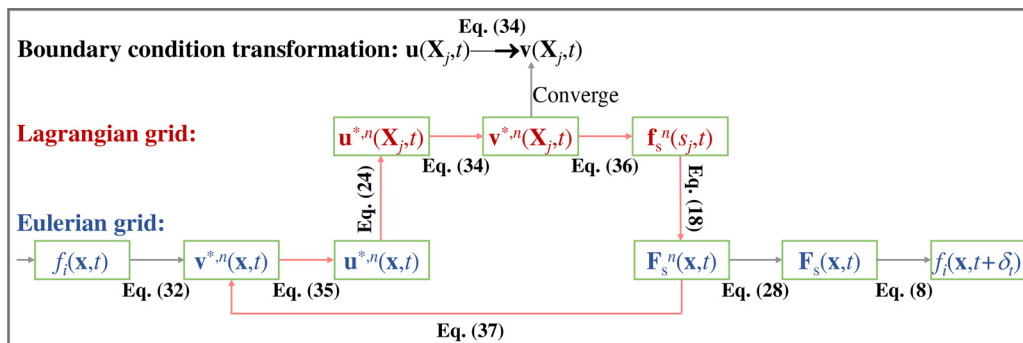 Eq. (34)
Boundary condition transformation: u(Xj,t) v(Xj,t)
Converge
Lagrangian grid: u*,n(Xj,t) v*,n(Xj,t) fsn(sj,t)
Eq. (34) Eq. (36)
Eq. (24) Eq. (18)
Eulerian grid:
fi(x,t) v*,n(x,t) u*,n(x,t) Fsn(x,t) Fs(x,t) fi(x,t+δt)
Eq. (32) Eq. (35) Eq. (28) Eq. (8)
Eq. (37)